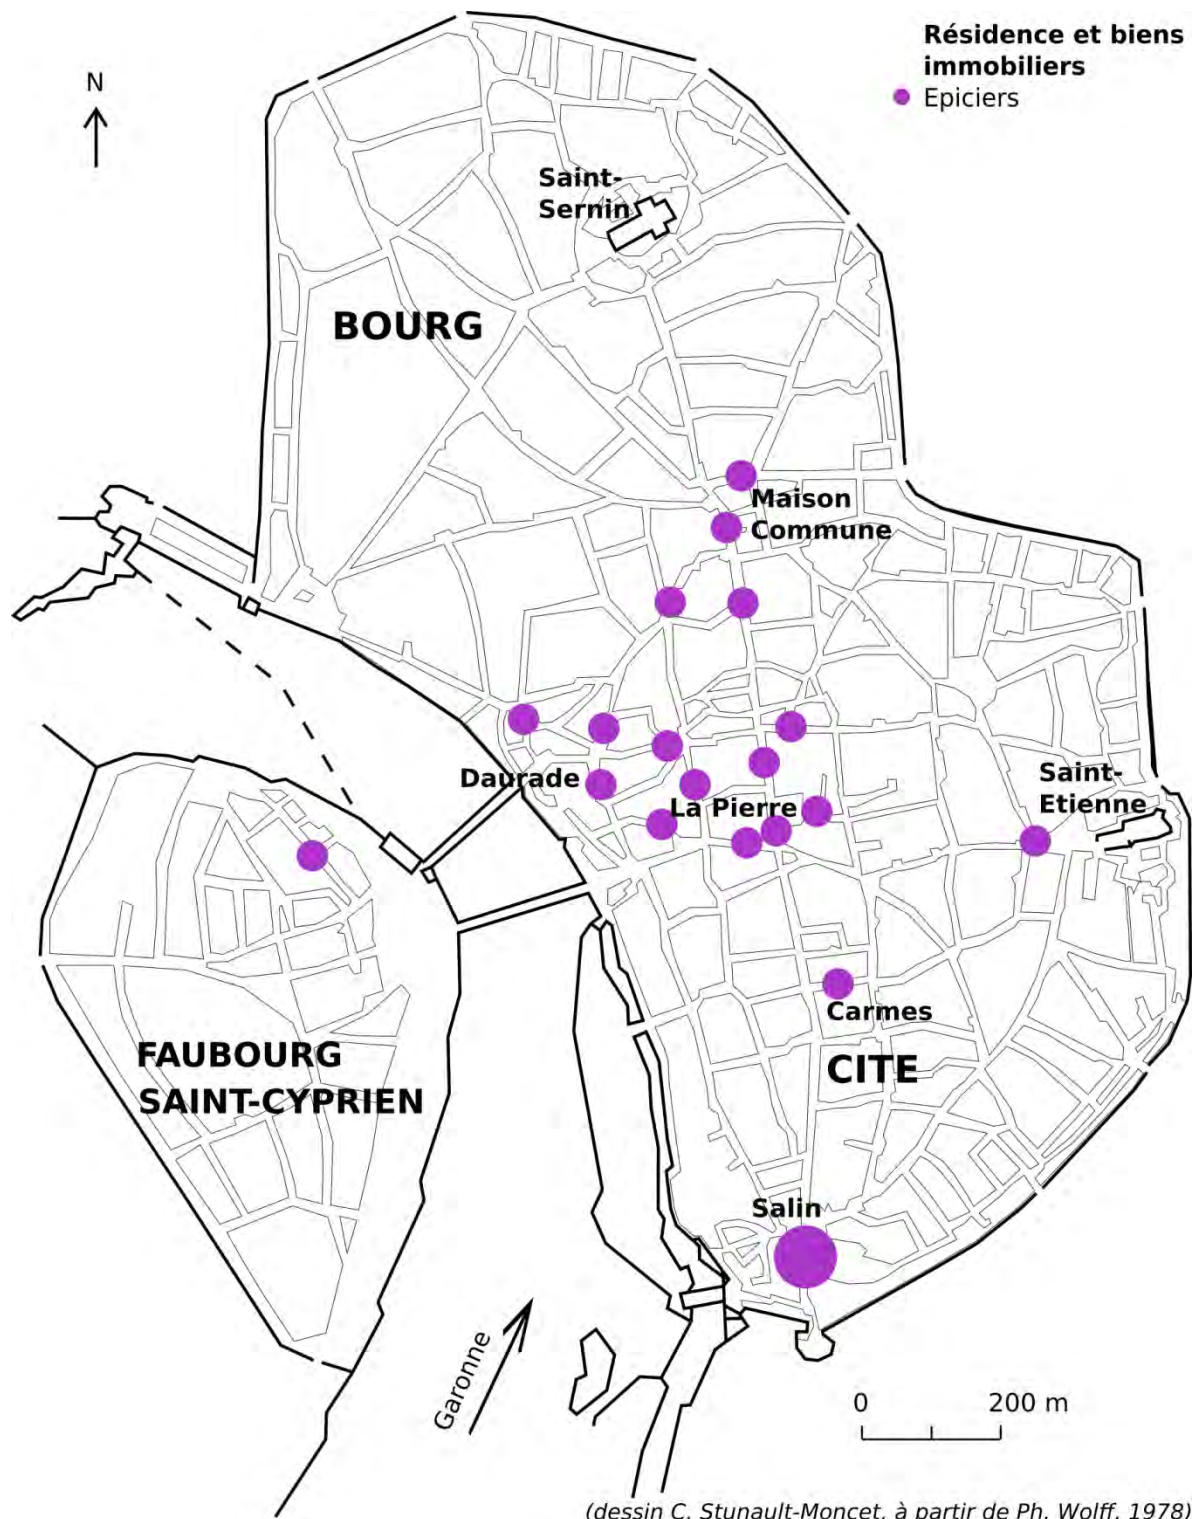 Résidence et biens
immobiliers
Epiciers
N
Saint-
Sernin
BOURG
Maison
Commune
Daurade
La Pierre
Saint-
Etienne
Carmes
CITE
FAUBOURG
SAINT-CYPRIEN
Salin
Garonne
0 200 m
(dessin C. Stunault-Moncet, à partir de Ph. Wolff, 1978)